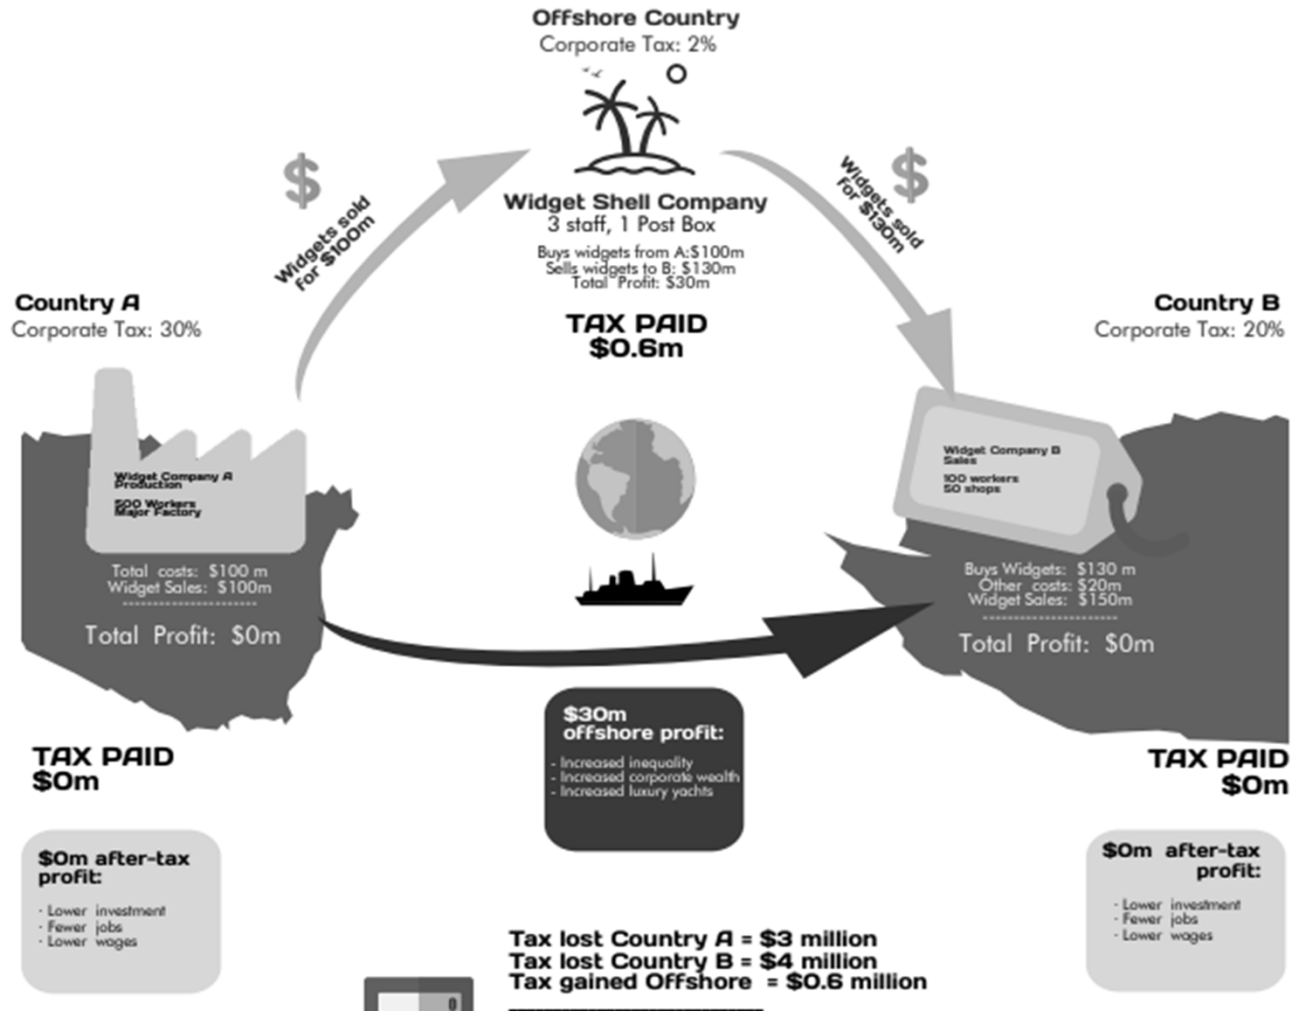 Offshore Country
Corporate Tax: 2%
$
Widgets sold
for $100m
$
Widgets sold
for $130m
Widget Shell Company
3 staff, 1 Post Box
Buys widgets from A:$100m
Sells widgets to B: $130m
Total Profit: $30m
TAX PAID
$0.6m
Country A
Corporate Tax: 30%
Widget Company A
Production
500 Workers
Major Factory
Total costs: $100 m
Widget Sales: $100m
----------------------
Total Profit: $0m
TAX PAID
$0m
$0m after-tax
profit:
- Lower investment
- Fewer jobs
- Lower wages
Country B
Corporate Tax: 20%
Widget Company B
Sales
100 workers
50 shops
Buys Widgets: $130 m
Other costs: $20m
Widget Sales: $150m
----------------------
Total Profit: $0m
TAX PAID
$0m
$0m after-tax
profit:
- Lower investment
- Fewer jobs
- Lower wages
$30m
offshore profit:
- Increased inequality
- Increased corporate wealth
- Increased luxury yachts
Tax lost Country A = $3 million
Tax lost Country B = $4 million
Tax gained Offshore = $0.6 million
0